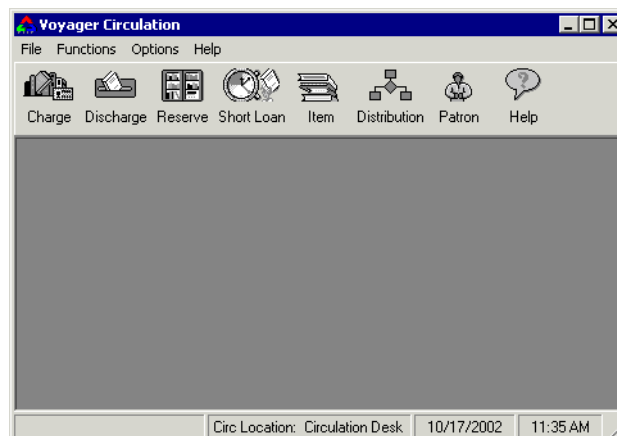 Voyager Circulation
File Functions Options Help
Charge Discharge Reserve Short Loan Item Distribution Patron Help
Circ Location: Circulation Desk 10/17/2002 11:35 AM